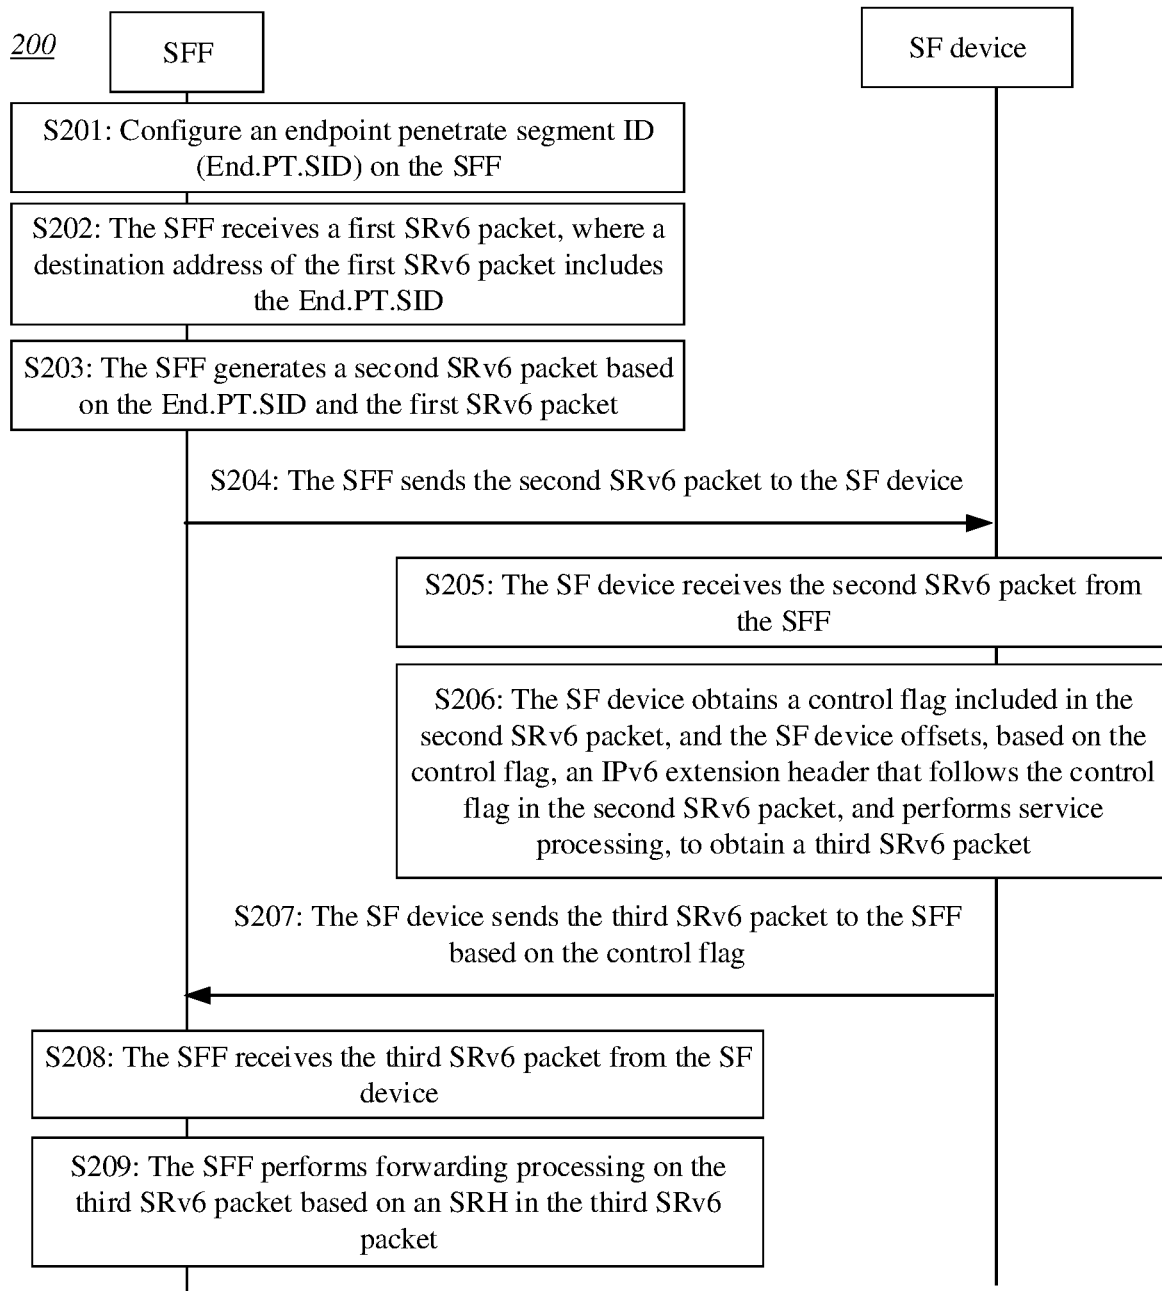 200
SFF
SF device
S201: Configure an endpoint penetrate segment ID
(End.PT.SID) on the SFF
S202: The SFF receives a first SRv6 packet, where a
destination address of the first SRv6 packet includes
the End.PT.SID
S203: The SFF generates a second SRv6 packet based
on the End.PT.SID and the first SRv6 packet
S204: The SFF sends the second SRv6 packet to the SF device
S205: The SF device receives the second SRv6 packet from
the SFF
S206: The SF device obtains a control flag included in the
second SRv6 packet, and the SF device offsets, based on the
control flag, an IPv6 extension header that follows the control
flag in the second SRv6 packet, and performs service
processing, to obtain a third SRv6 packet
S207: The SF device sends the third SRv6 packet to the SFF
based on the control flag
S208: The SFF receives the third SRv6 packet from the SF
device
S209: The SFF performs forwarding processing on the
third SRv6 packet based on an SRH in the third SRv6
packet